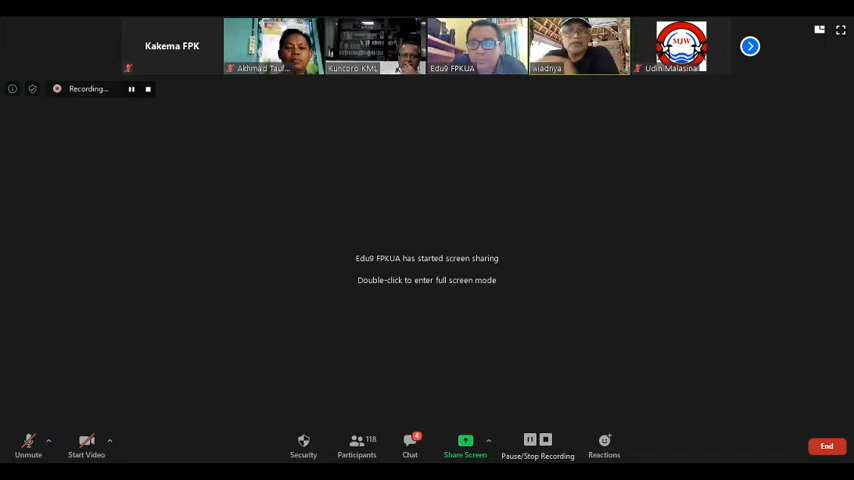 Kakema FPK
MJW
Akhmad Tauf...
Kuncoro KML
Edu9 FPKUA
wiadnya
Udin Malasina
Recording...
Edu9 FPKUA has started screen sharing
Double-click to enter full screen mode
Unmute
Start Video
Security
118
Participants
4
Chat
Share Screen
Pause/Stop Recording
Reactions
End